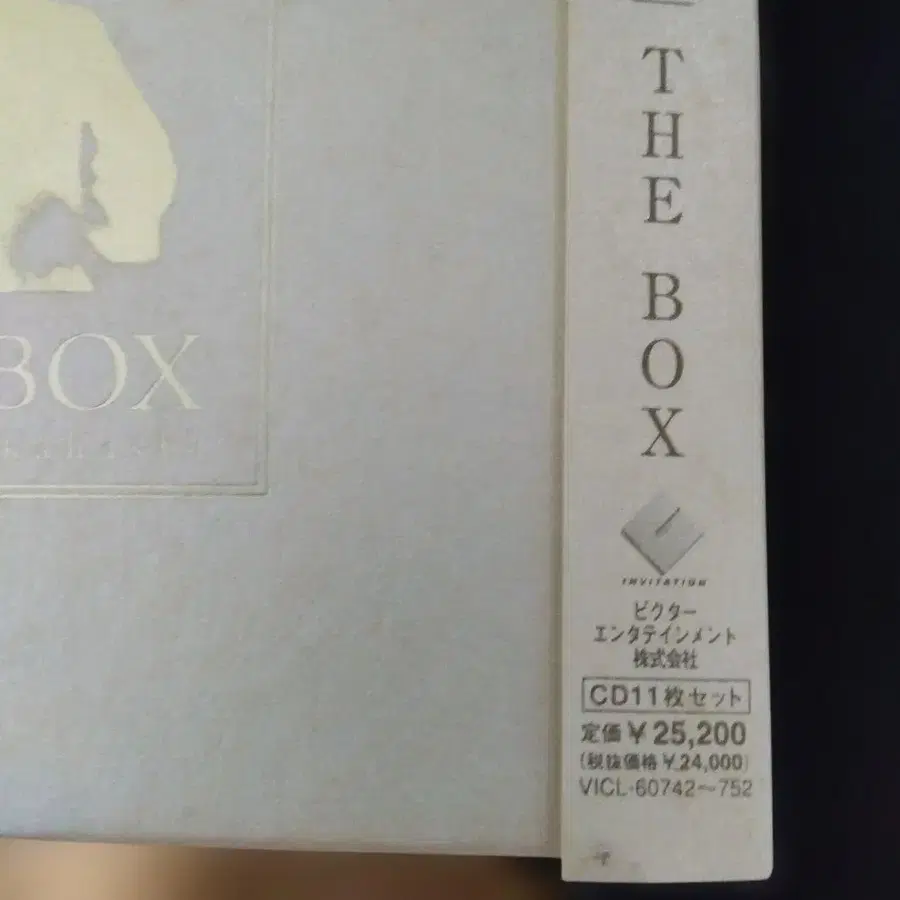 BOX
THE BOX
INVITATION
ビクター
エンタテインメント
株式会社
CD11枚セット
定価￥25,200
(税抜価格￥24,000)
VICL-60742〜752